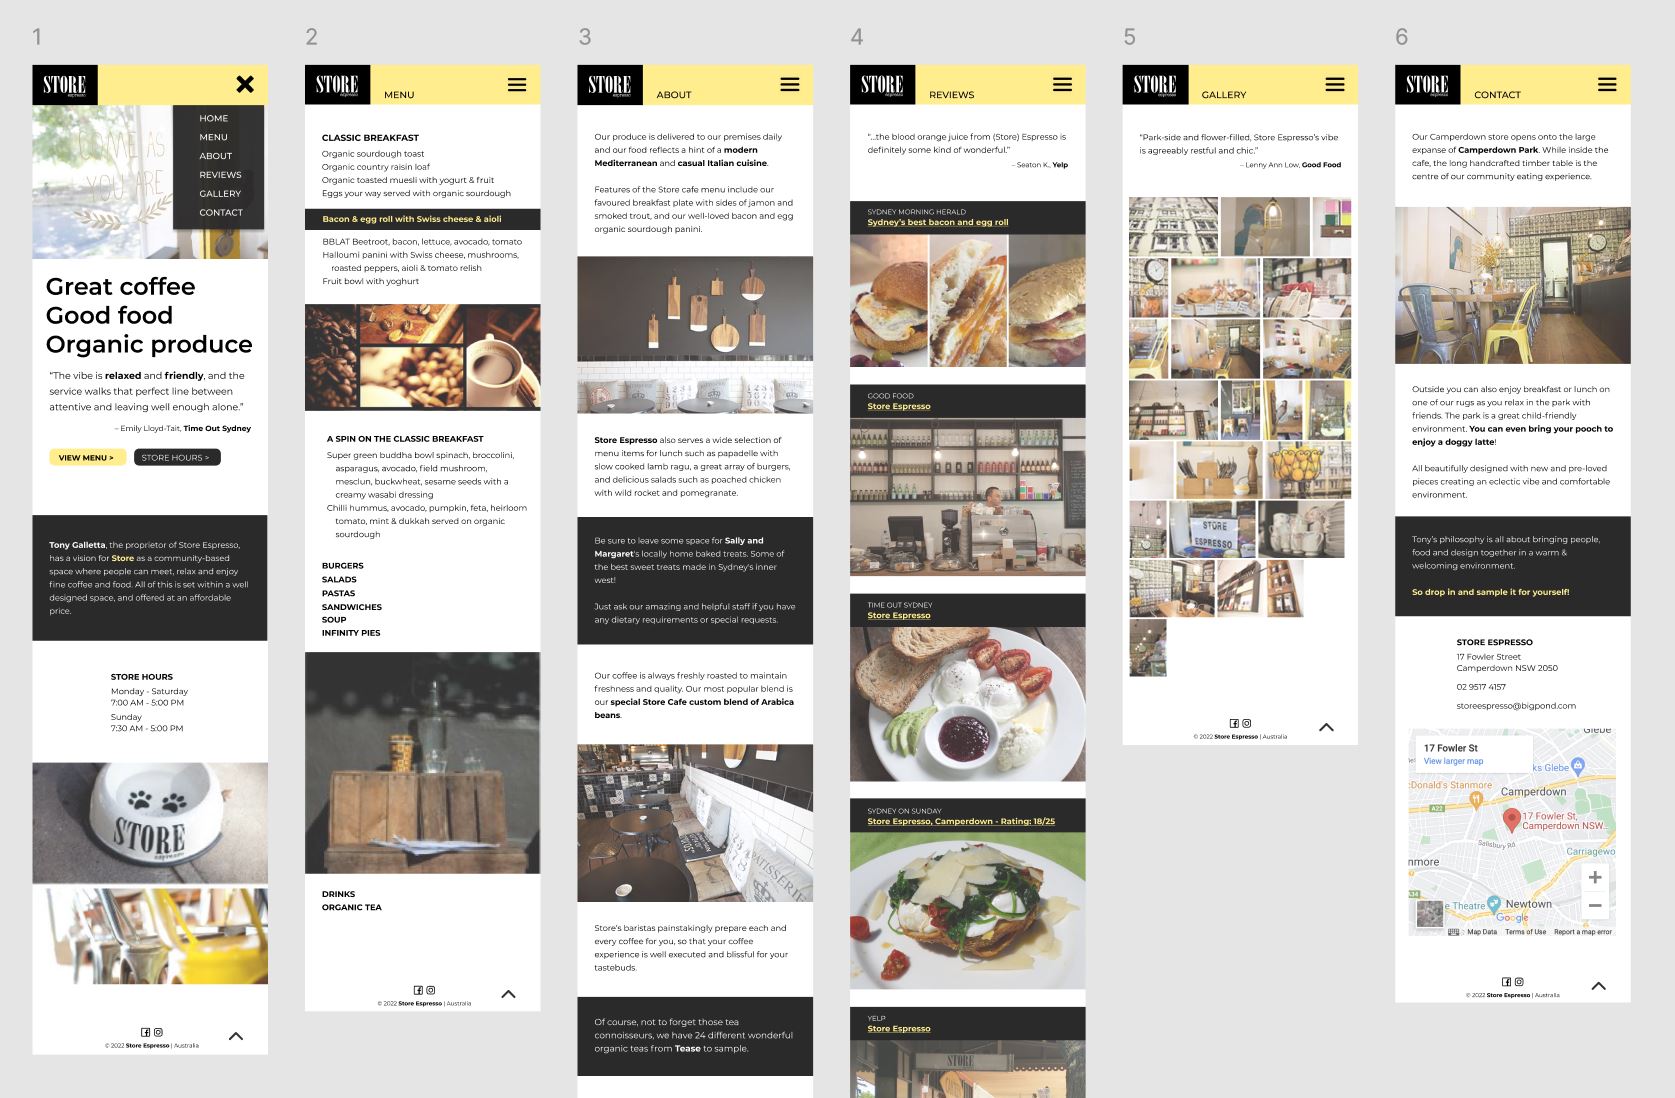 1
STORE
espresso
HOME
MENU
ABOUT
REVIEWS
GALLERY
CONTACT
COME AS
YOU ARE
Great coffee
Good food
Organic produce
“The vibe is relaxed and friendly, and the
service walks that perfect line between
attentive and leaving well enough alone.”
– Emily Lloyd-Tait, Time Out Sydney
VIEW MENU >
STORE HOURS >
Tony Galletta, the proprietor of Store Espresso,
has a vision for Store as a community-based
space where people can meet, relax and enjoy
fine coffee and food. All of this is set within a well
designed space, and offered at an affordable
price.
STORE HOURS
Monday - Saturday
7:00 AM - 5:00 PM
Sunday
7:30 AM - 5:00 PM
STORE
espresso
© 2022 Store Espresso | Australia
2
STORE
espresso
MENU
CLASSIC BREAKFAST
Organic sourdough toast
Organic country raisin loaf
Organic toasted muesli with yogurt & fruit
Eggs your way served with organic sourdough
Bacon & egg roll with Swiss cheese & aioli
BBLAT Beetroot, bacon, lettuce, avocado, tomato
Halloumi panini with Swiss cheese, mushrooms,
roasted peppers, aioli & tomato relish
Fruit bowl with yoghurt
A SPIN ON THE CLASSIC BREAKFAST
Super green buddha bowl spinach, broccolini,
asparagus, avocado, field mushroom,
mesclun, buckwheat, sesame seeds with a
creamy wasabi dressing
Chilli hummus, avocado, pumpkin, feta, heirloom
tomato, mint & dukkah served on organic
sourdough
BURGERS
SALADS
PASTAS
SANDWICHES
SOUP
INFINITY PIES
DRINKS
ORGANIC TEA
© 2022 Store Espresso | Australia
3
STORE
espresso
ABOUT
Our produce is delivered to our premises daily
and our food reflects a hint of a modern
Mediterranean and casual Italian cuisine.
Features of the Store cafe menu include our
favoured breakfast plate with sides of jamon and
smoked trout, and our well-loved bacon and egg
organic sourdough panini.
Store Espresso also serves a wide selection of
menu items for lunch such as papadelle with
slow cooked lamb ragu, a great array of burgers,
and delicious salads such as poached chicken
with wild rocket and pomegranate.
Be sure to leave some space for Sally and
Margaret's locally home baked treats. Some of
the best sweet treats made in Sydney's inner
west!
Just ask our amazing and helpful staff if you have
any dietary requirements or special requests.
Our coffee is always freshly roasted to maintain
freshness and quality. Our most popular blend is
our special Store Cafe custom blend of Arabica
beans.
PATISSERIE
Store's baristas painstakingly prepare each and
every coffee for you, so that your coffee
experience is well executed and blissful for your
tastebuds.
Of course, not to forget those tea
connoisseurs, we have 24 different wonderful
organic teas from Tease to sample.
4
STORE
espresso
REVIEWS
“...the blood orange juice from (Store) Espresso is
definitely some kind of wonderful.”
– Seaton K., Yelp
SYDNEY MORNING HERALD
Sydney's best bacon and egg roll
GOOD FOOD
Store Espresso
TIME OUT SYDNEY
Store Espresso
SYDNEY ON SUNDAY
Store Espresso, Camperdown - Rating: 18/25
YELP
Store Espresso
STORE
5
STORE
espresso
GALLERY
“Park-side and flower-filled, Store Espresso's vibe
is agreeably restful and chic.”
– Lenny Ann Low, Good Food
STORE
ESPRESSO
© 2022 Store Espresso | Australia
6
STORE
espresso
CONTACT
Our Camperdown store opens onto the large
expanse of Camperdown Park. While inside the
cafe, the long handcrafted timber table is the
centre of our community eating experience.
Outside you can also enjoy breakfast or lunch on
one of our rugs as you relax in the park with
friends. The park is a great child-friendly
environment. You can even bring your pooch to
enjoy a doggy latte!
All beautifully designed with new and pre-loved
pieces creating an eclectic vibe and comfortable
environment.
Tony's philosophy is all about bringing people,
food and design together in a warm &
welcoming environment.
So drop in and sample it for yourself!
STORE ESPRESSO
17 Fowler Street
Camperdown NSW 2050
02 9517 4157
storeespresso@bigpond.com
Glebe
17 Fowler St
View larger map
ks Glebe
Donald's Stanmore
A22
Camperdown
17 Fowler St,
Camperdown NSW...
Salisbury Rd
Carriagewo
nmore
A34
e Theatre
Newtown
Google
Map Data
Terms of Use
Report a map error
© 2022 Store Espresso | Australia